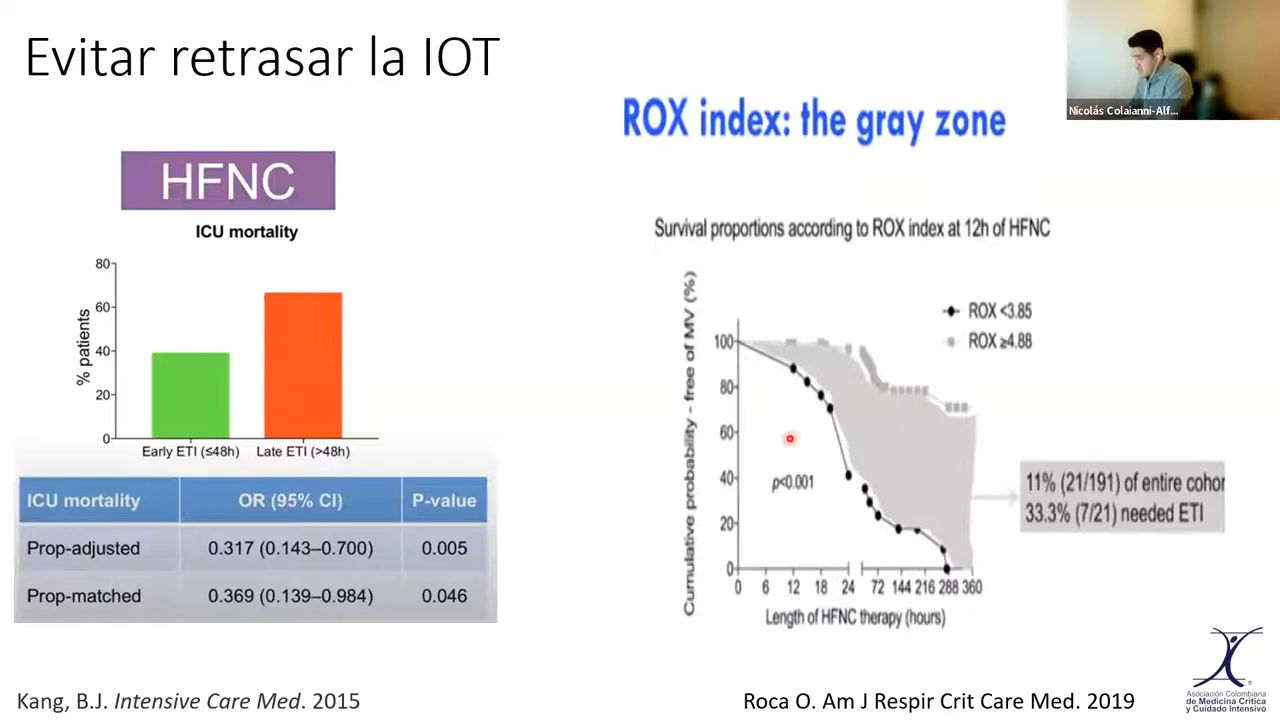 Evitar retrasar la IOT
Nicolás Colaianni-Alf...
HFNC
ICU mortality
% patients
80
60
40
20
0
Early ETI (≤48h) Late ETI (>48h)
ICU mortality OR (95% CI) P-value
Prop-adjusted 0.317 (0.143–0.700) 0.005
Prop-matched 0.369 (0.139–0.984) 0.046
Kang, B.J. Intensive Care Med. 2015
ROX index: the gray zone
Survival proportions according to ROX index at 12h of HFNC
Cumulative probability - free of MV (%)
ROX <3.85
ROX ≥4.88
100
80
60
40
20
0
p<0.001
0 6 12 18 24 72 144 216 288 360
Length of HFNC therapy (hours)
11% (21/191) of entire cohor
33.3% (7/21) needed ETI
Roca O. Am J Respir Crit Care Med. 2019
Asociación Colombiana
de Medicina Crítica
y Cuidado Intensivo